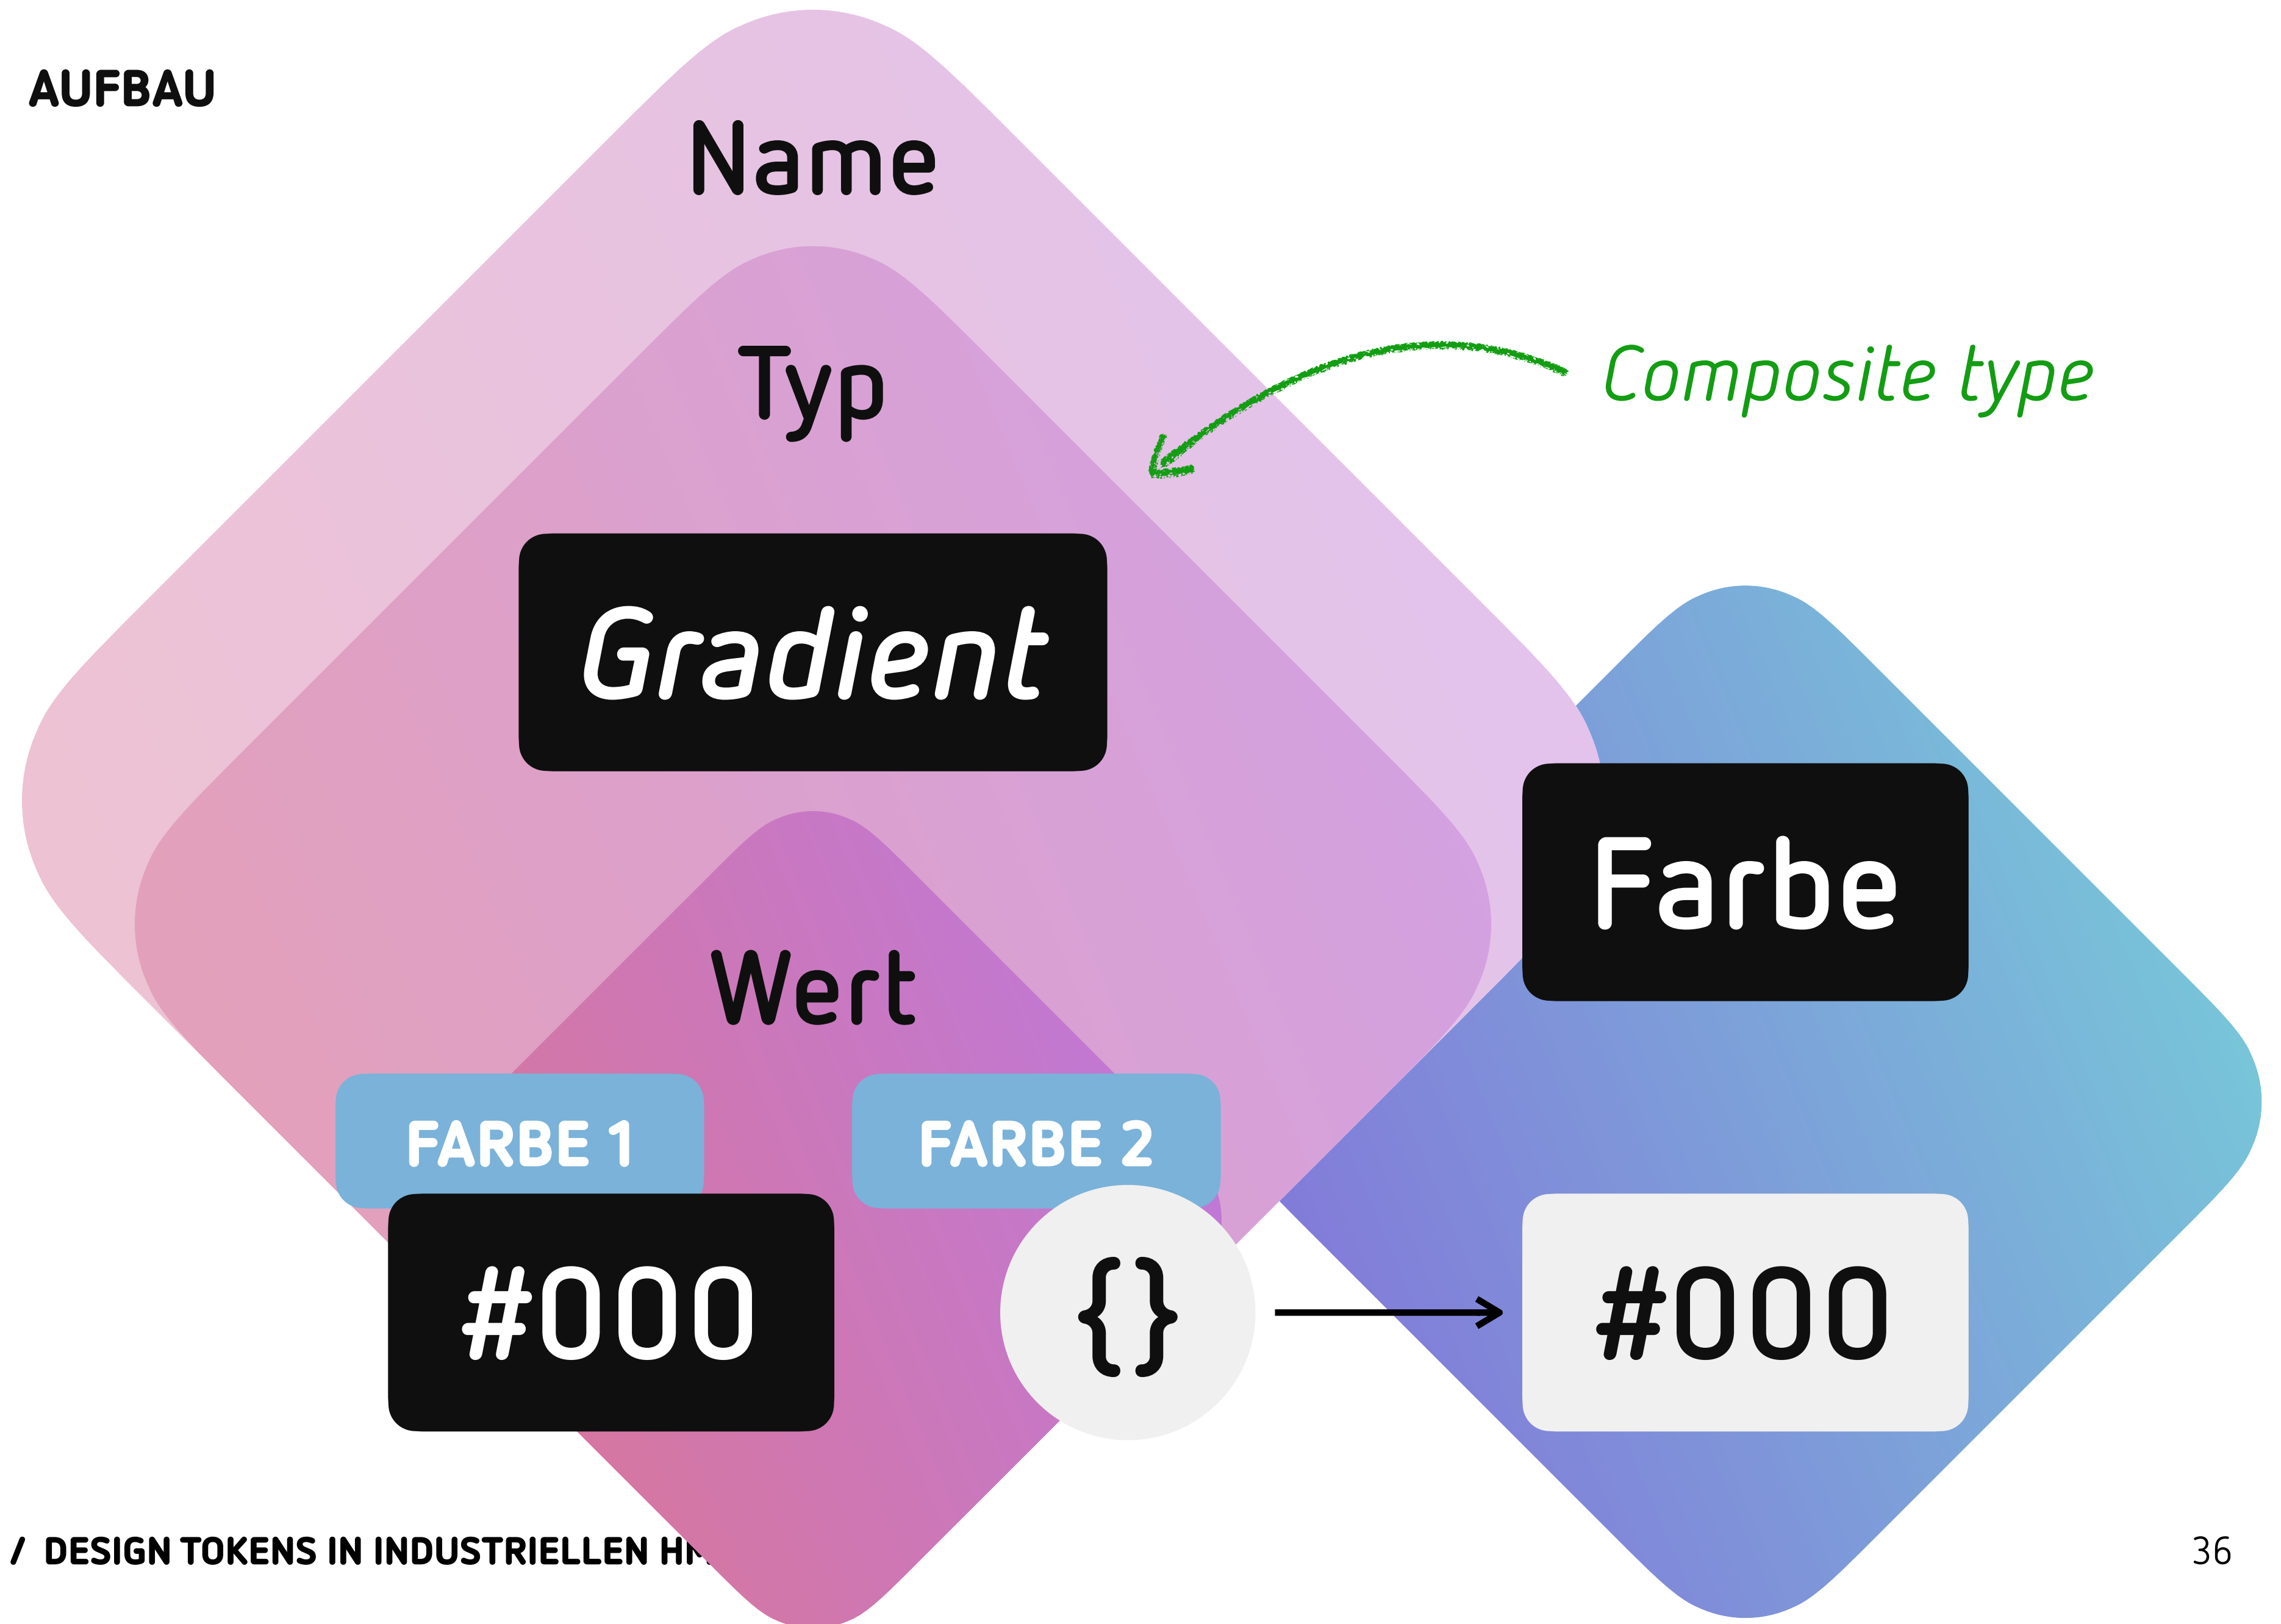 AUFBAU
Name
Typ
Composite type
Gradient
Farbe
Wert
FARBE 1
FARBE 2
#000
{}
#000
/ DESIGN TOKENS IN INDUSTRIELLEN
36